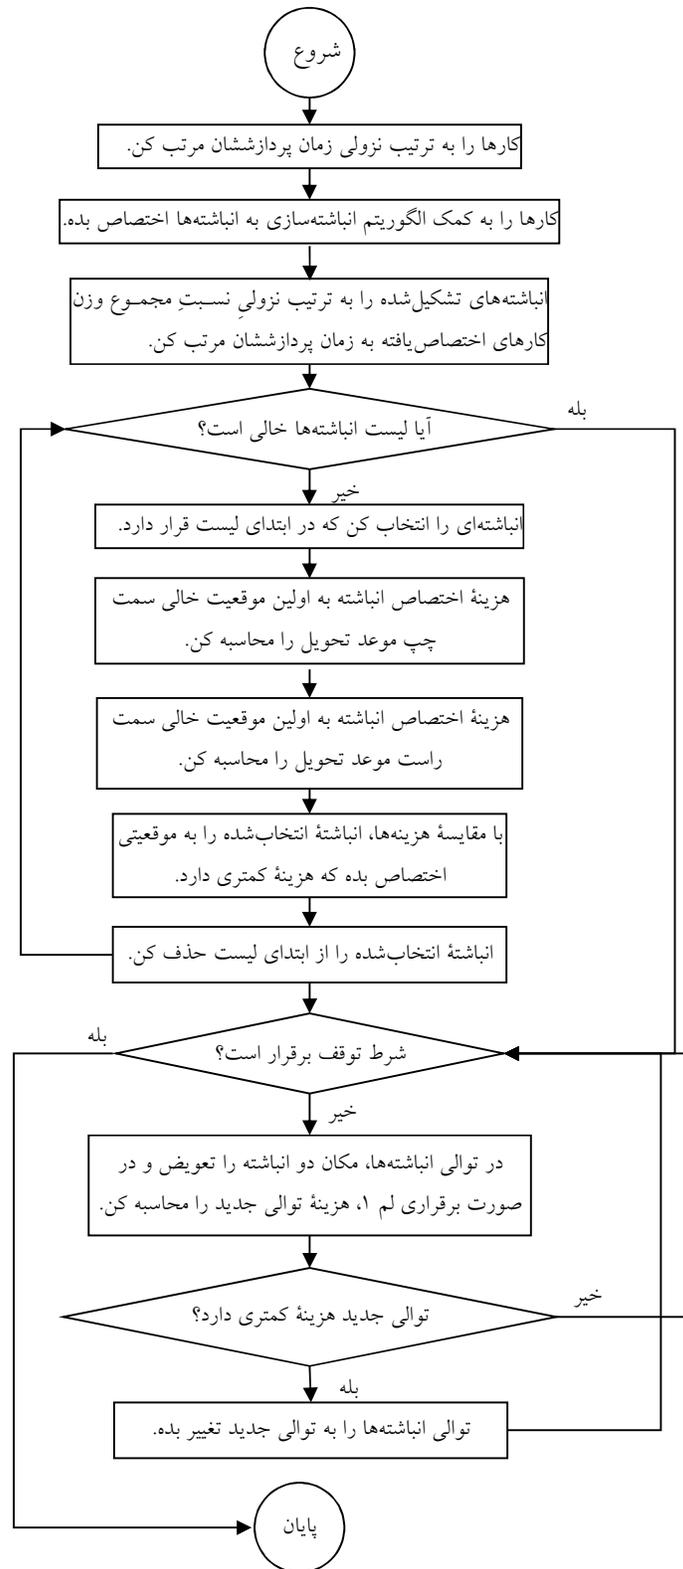 شروع
کارها را به ترتیب نزولی زمان پردازششان مرتب کن.
کارها را به کمک الگوریتم انباشته‌سازی به انباشته‌ها اختصاص بده.
انباشته‌های تشکیل‌شده را به ترتیب نزولیِ نسبتِ مجموع وزن
کارهای اختصاص‌یافته به زمان پردازششان مرتب کن.
بله
آیا لیست انباشته‌ها خالی است؟
خیر
انباشته‌ای را انتخاب کن که در ابتدای لیست قرار دارد.
هزینهٔ اختصاص انباشته به اولین موقعیت خالی سمت
چپ موعد تحویل را محاسبه کن.
هزینهٔ اختصاص انباشته به اولین موقعیت خالی سمت
راست موعد تحویل را محاسبه کن.
با مقایسهٔ هزینه‌ها، انباشتهٔ انتخاب‌شده را به موقعیتی
اختصاص بده که هزینهٔ کمتری دارد.
انباشتهٔ انتخاب‌شده را از ابتدای لیست حذف کن.
بله
شرط توقف برقرار است؟
خیر
در توالی انباشته‌ها، مکان دو انباشته را تعویض و در
صورت برقراری لم ۱، هزینهٔ توالی جدید را محاسبه کن.
خیر
توالی جدید هزینهٔ کمتری دارد؟
بله
توالی انباشته‌ها را به توالی جدید تغییر بده.
پایان